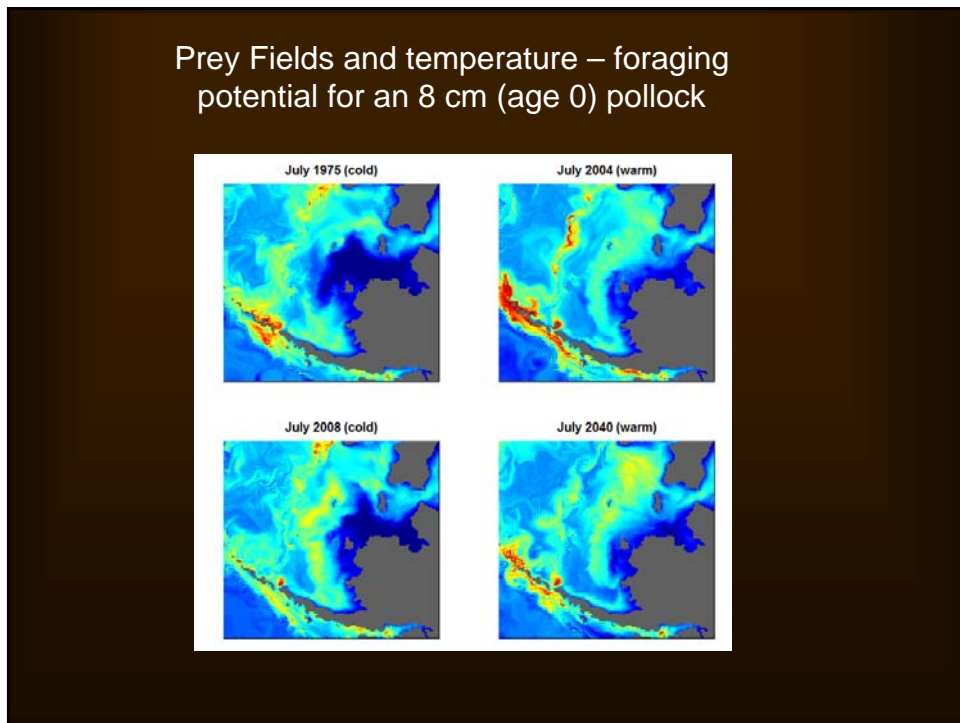 Prey Fields and temperature – foraging
potential for an 8 cm (age 0) pollock
July 1975 (cold)
July 2004 (warm)
July 2008 (cold)
July 2040 (warm)